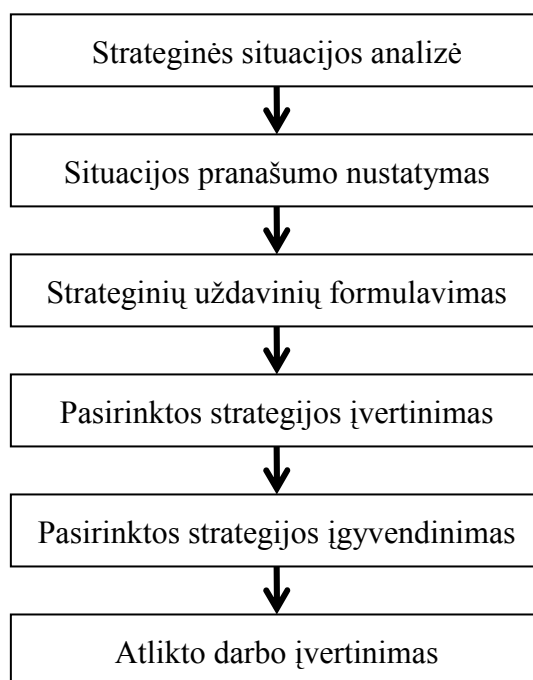 Strateginės situacijos analizė
Situacijos pranašumo nustatymas
Strateginių uždavinių formulavimas
Pasirinktos strategijos įvertinimas
Pasirinktos strategijos įgyvendinimas
Atlikto darbo įvertinimas